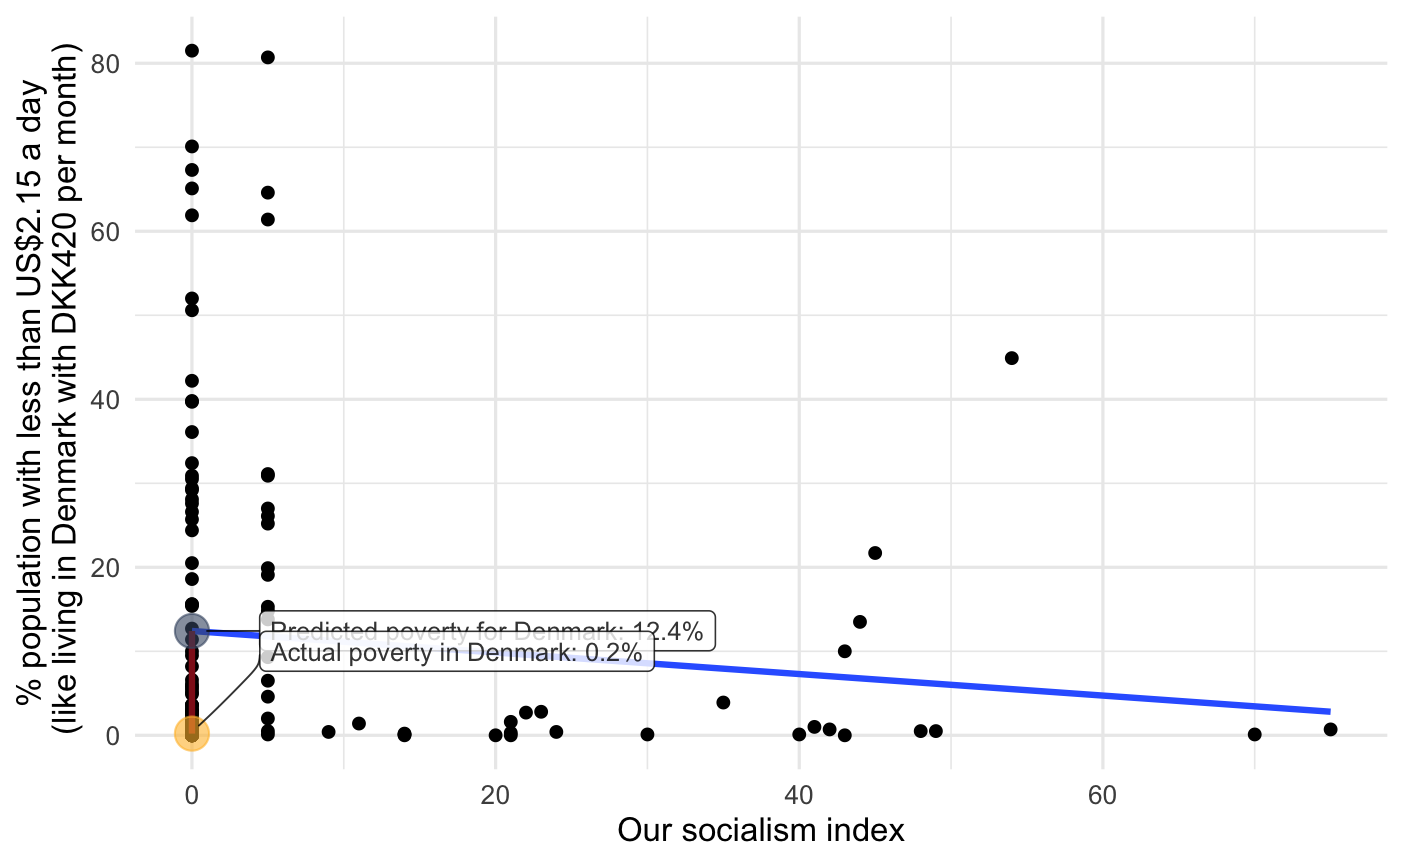 % population with less than US$2.15 a day
(like living in Denmark with DKK420 per month)
80
60
40
20
0
Predicted poverty for Denmark: 12.4%
Actual poverty in Denmark: 0.2%
0
20
40
60
Our socialism index